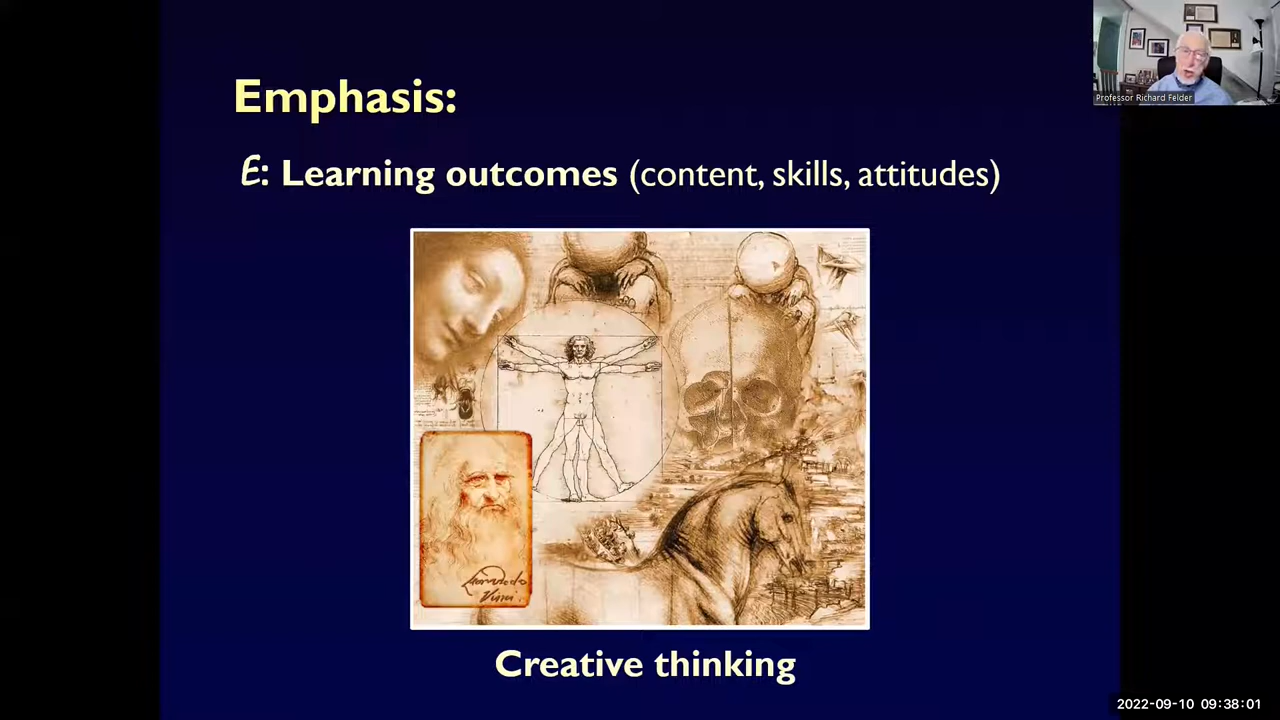 Emphasis:
E: Learning outcomes (content, skills, attitudes)
Creative thinking
Professor Richard Felder
2022-09-10 09:38:01